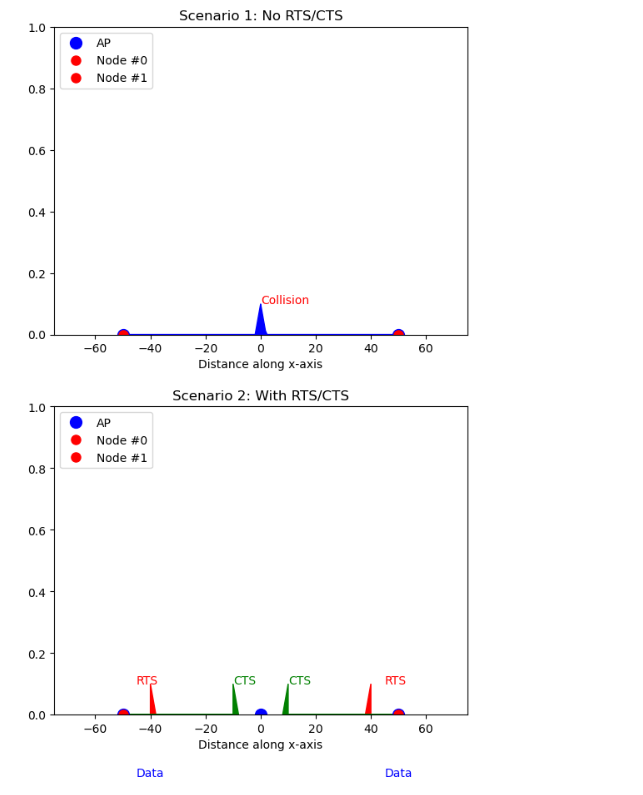 Scenario 1: No RTS/CTS
1.0
AP
Node #0
Node #1
0.8
0.6
0.4
0.2
Collision
0.0
−60 −40 −20 0 20 40 60
Distance along x-axis
Scenario 2: With RTS/CTS
1.0
AP
Node #0
Node #1
0.8
0.6
0.4
0.2
RTS CTS CTS RTS
0.0
−60 −40 −20 0 20 40 60
Distance along x-axis
Data Data